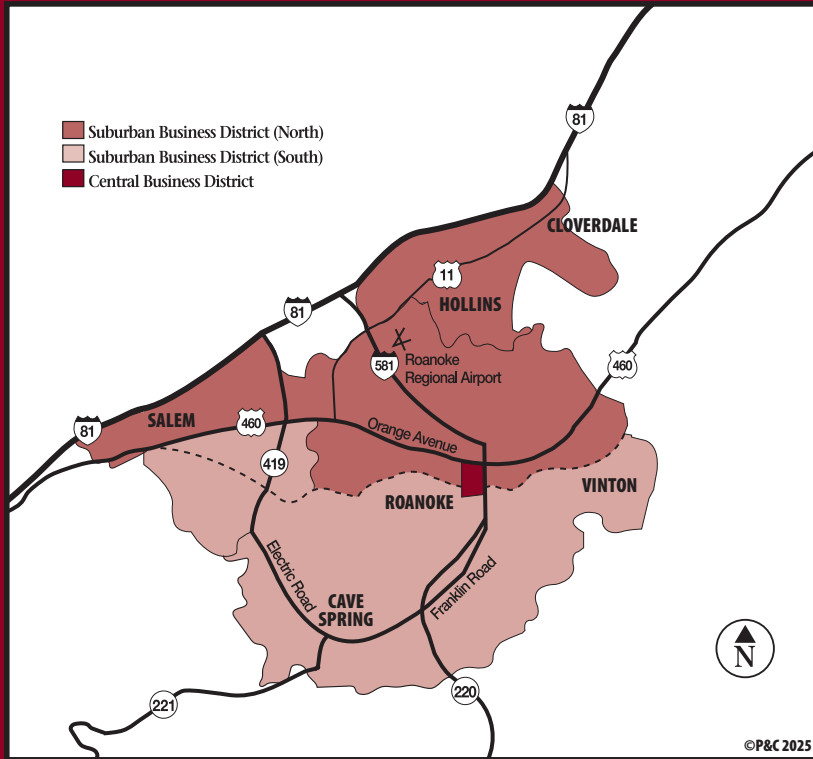 81
Suburban Business District (North)
Suburban Business District (South)
Central Business District
CLOVERDALE
11
HOLLINS
81
581
Roanoke
Regional Airport
460
SALEM
460
81
Orange Avenue
419
ROANOKE
VINTON
Electric Road
Franklin Road
CAVE
SPRING
N
220
221
©P&C 2025